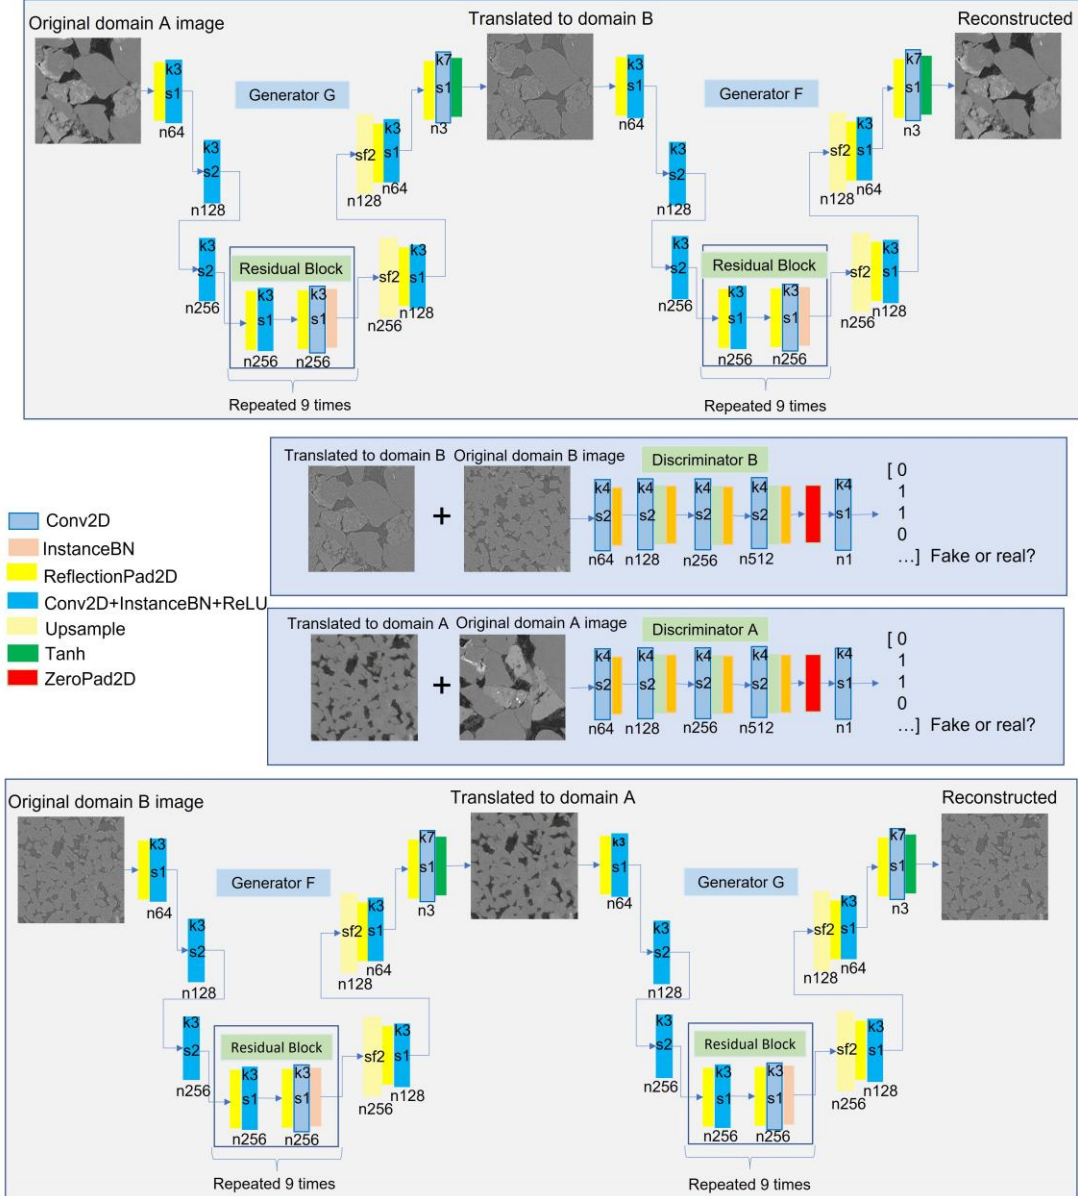 Original domain A image
Translated to domain B
Reconstructed
k3
s1
n64
Generator G
k3
s2
n128
k3
s2
n256
Residual Block
k3
s1
n256
k3
s1
n256
Repeated 9 times
sf2
n256
k3
s1
n128
sf2
n128
k3
s1
n64
k7
s1
n3
k3
s1
n64
Generator F
k3
s2
n128
k3
s2
n256
Residual Block
k3
s1
n256
k3
s1
n256
Repeated 9 times
sf2
n256
k3
s1
n128
sf2
n128
k3
s1
n64
k7
s1
n3
Conv2D
InstanceBN
ReflectionPad2D
Conv2D+InstanceBN+ReLU
Upsample
Tanh
ZeroPad2D
Translated to domain B
Original domain B image
Discriminator B
+
k4
s2
n64
k4
s2
n128
k4
s2
n256
k4
s2
n512
k4
s1
n1
[ 0
1
1
0
…] Fake or real?
Translated to domain A
Original domain A image
Discriminator A
+
k4
s2
n64
k4
s2
n128
k4
s2
n256
k4
s2
n512
k4
s1
n1
[ 0
1
1
0
…] Fake or real?
Original domain B image
Translated to domain A
Reconstructed
k3
s1
n64
Generator F
k3
s2
n128
k3
s2
n256
Residual Block
k3
s1
n256
k3
s1
n256
Repeated 9 times
sf2
n256
k3
s1
n128
sf2
n128
k3
s1
n64
k7
s1
n3
k3
s1
n64
Generator G
k3
s2
n128
k3
s2
n256
Residual Block
k3
s1
n256
k3
s1
n256
Repeated 9 times
sf2
n256
k3
s1
n128
sf2
n128
k3
s1
n64
k7
s1
n3